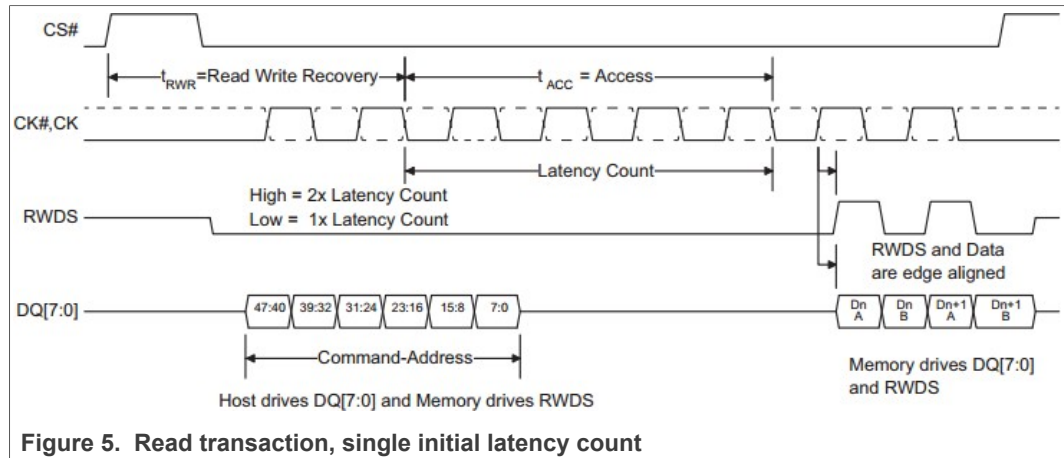 CS#
tRWR=Read Write Recovery
tACC = Access
CK#,CK
Latency Count
High = 2x Latency Count
Low = 1x Latency Count
RWDS
RWDS and Data
are edge aligned
DQ[7:0]
47:40 39:32 31:24 23:16 15:8 7:0
Dn A Dn B Dn+1 A Dn+1 B
Command-Address
Memory drives DQ[7:0]
and RWDS
Host drives DQ[7:0] and Memory drives RWDS
Figure 5. Read transaction, single initial latency count